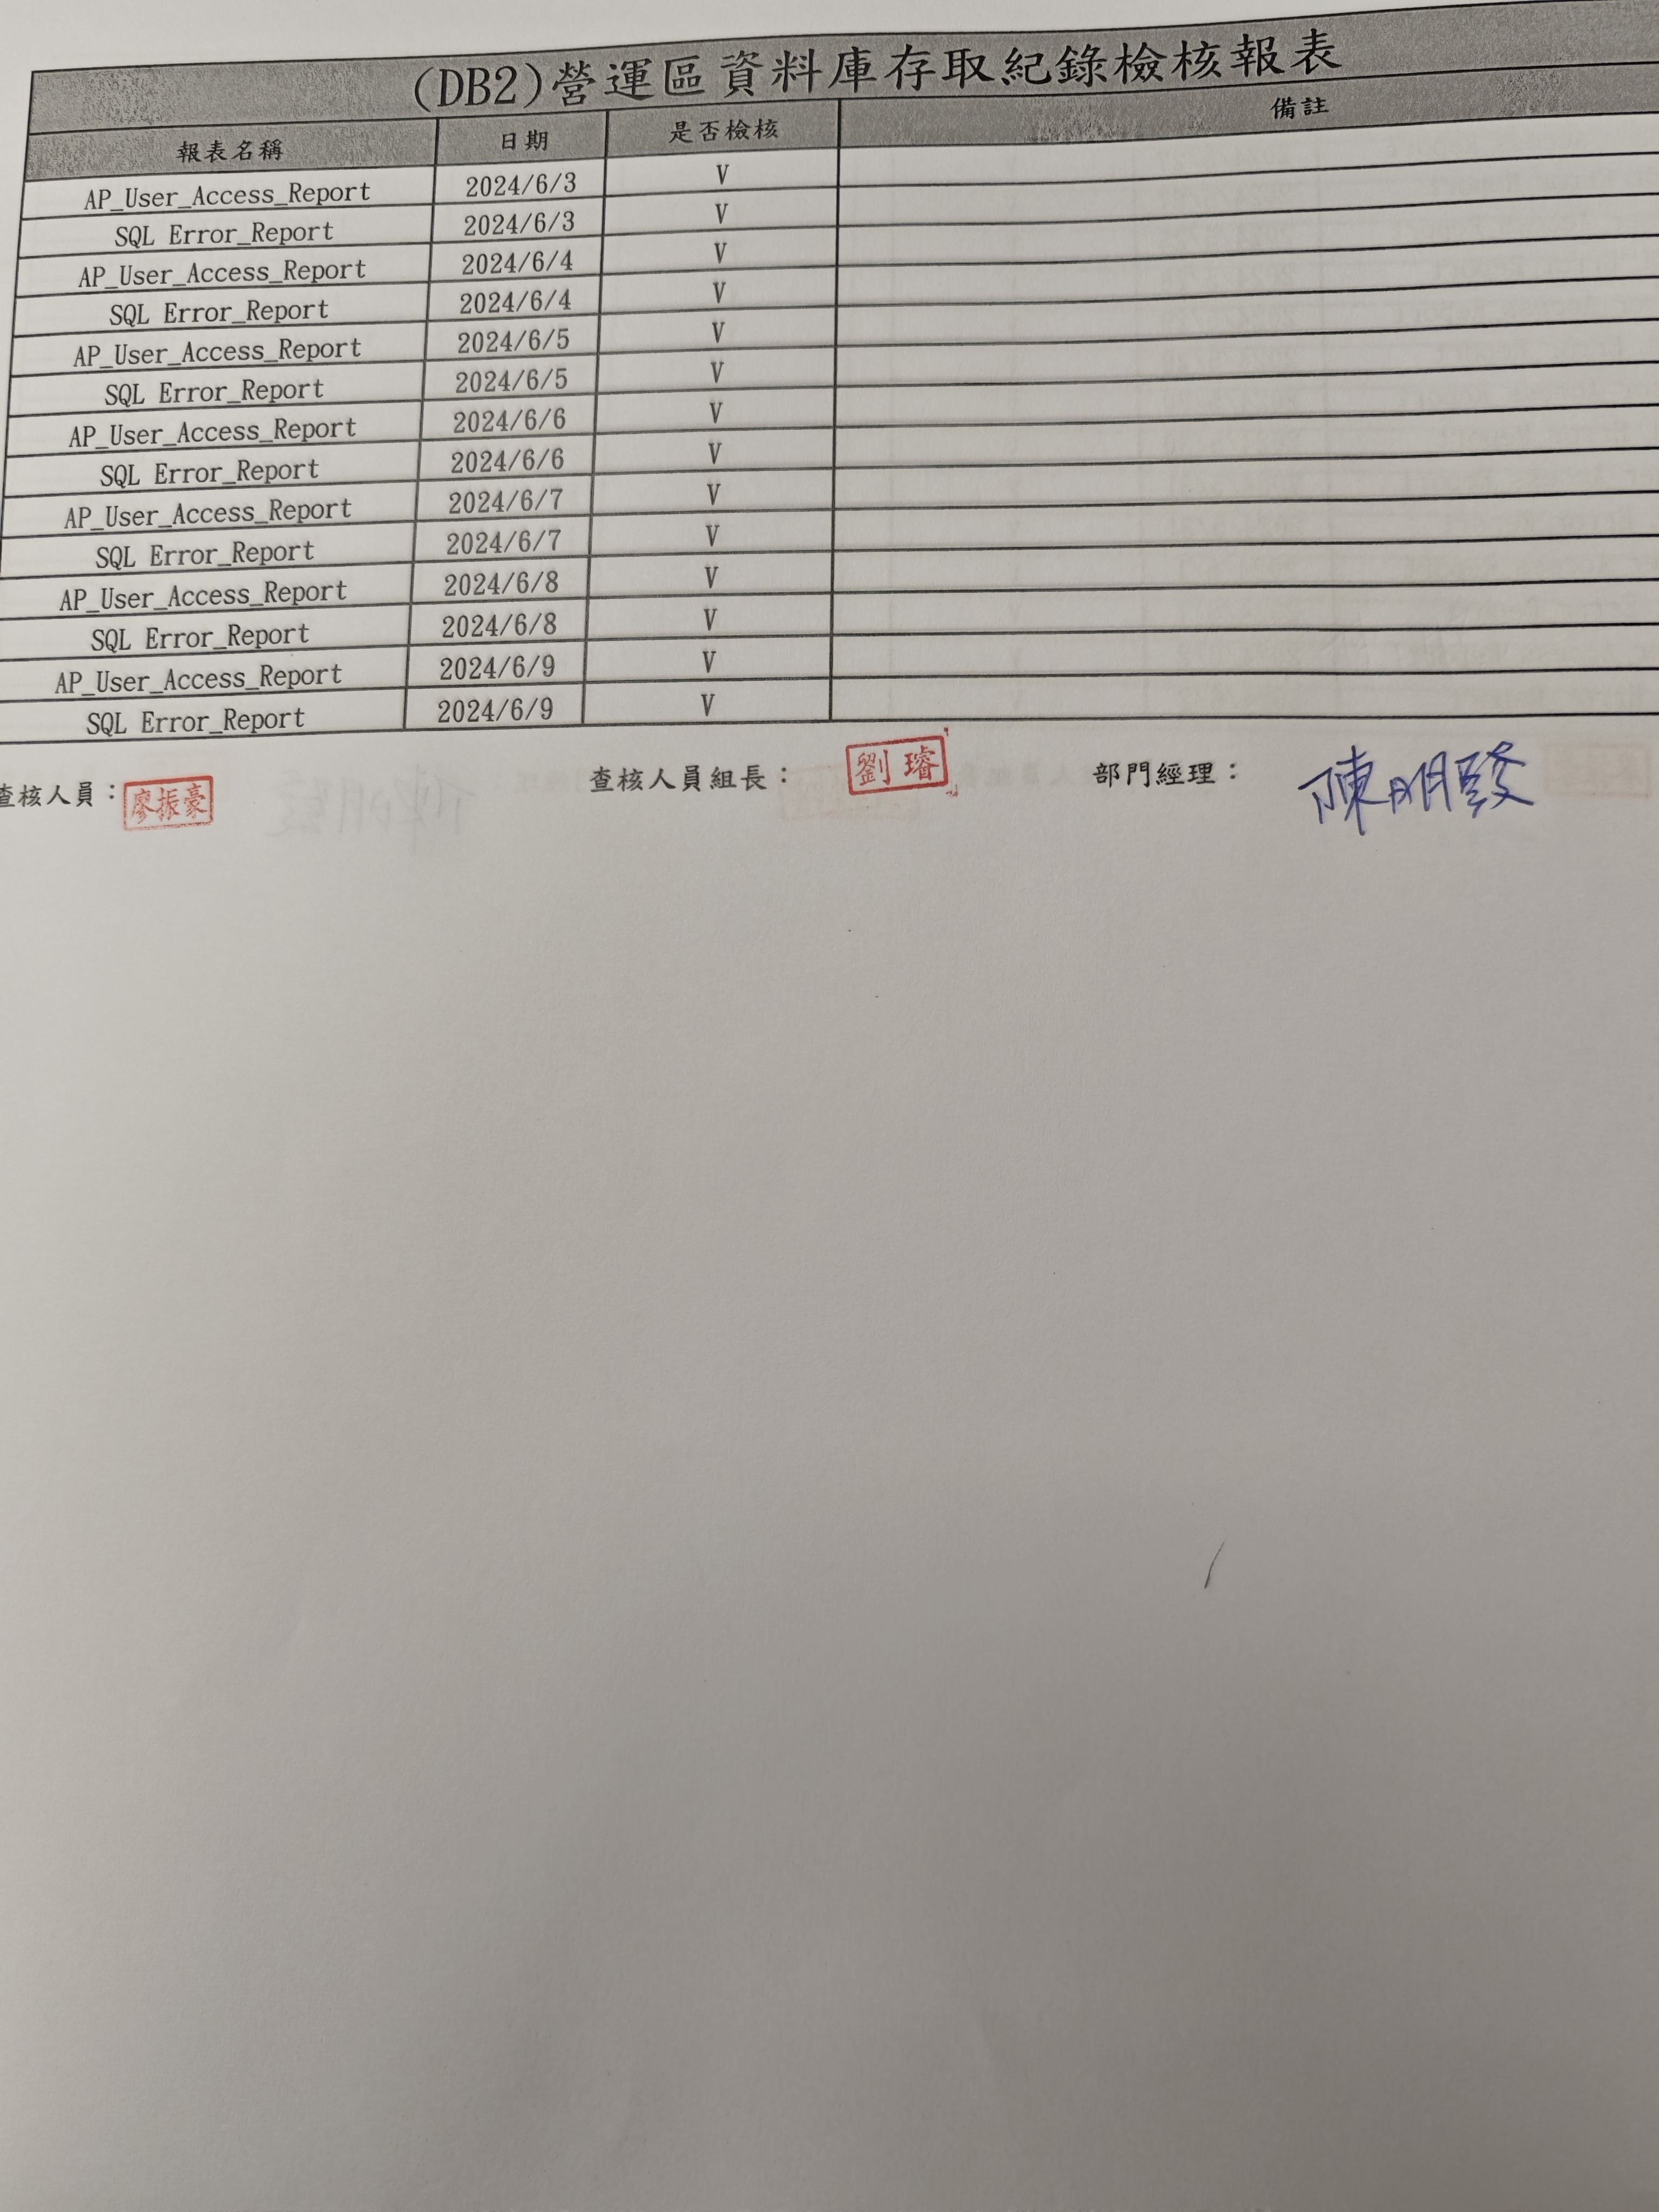 (DB2)營運區資料庫存取紀錄檢核報表
報表名稱 日期 是否檢核 備註
AP_User_Access_Report 2024/6/3 V
SQL Error_Report 2024/6/3 V
AP_User_Access_Report 2024/6/4 V
SQL Error_Report 2024/6/4 V
AP_User_Access_Report 2024/6/5 V
SQL Error_Report 2024/6/5 V
AP_User_Access_Report 2024/6/6 V
SQL Error_Report 2024/6/6 V
AP_User_Access_Report 2024/6/7 V
SQL Error_Report 2024/6/7 V
AP_User_Access_Report 2024/6/8 V
SQL Error_Report 2024/6/8 V
AP_User_Access_Report 2024/6/9 V
SQL Error_Report 2024/6/9 V
查核人員：廖振豪 查核人員組長：劉璿 部門經理：陳明發